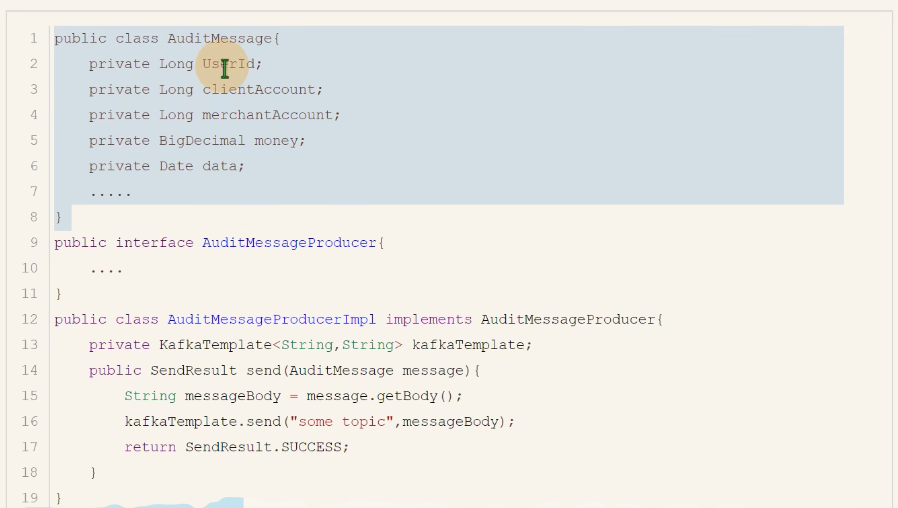 1 public class AuditMessage{
2     private Long UserId;
3     private Long clientAccount;
4     private Long merchantAccount;
5     private BigDecimal money;
6     private Date data;
7     .....
8 }
9 public interface AuditMessageProducer{
10     ....
11 }
12 public class AuditMessageProducerImpl implements AuditMessageProducer{
13     private KafkaTemplate<String,String> kafkaTemplate;
14     public SendResult send(AuditMessage message){
15         String messageBody = message.getBody();
16         kafkaTemplate.send("some topic",messageBody);
17         return SendResult.SUCCESS;
18     }
19 }